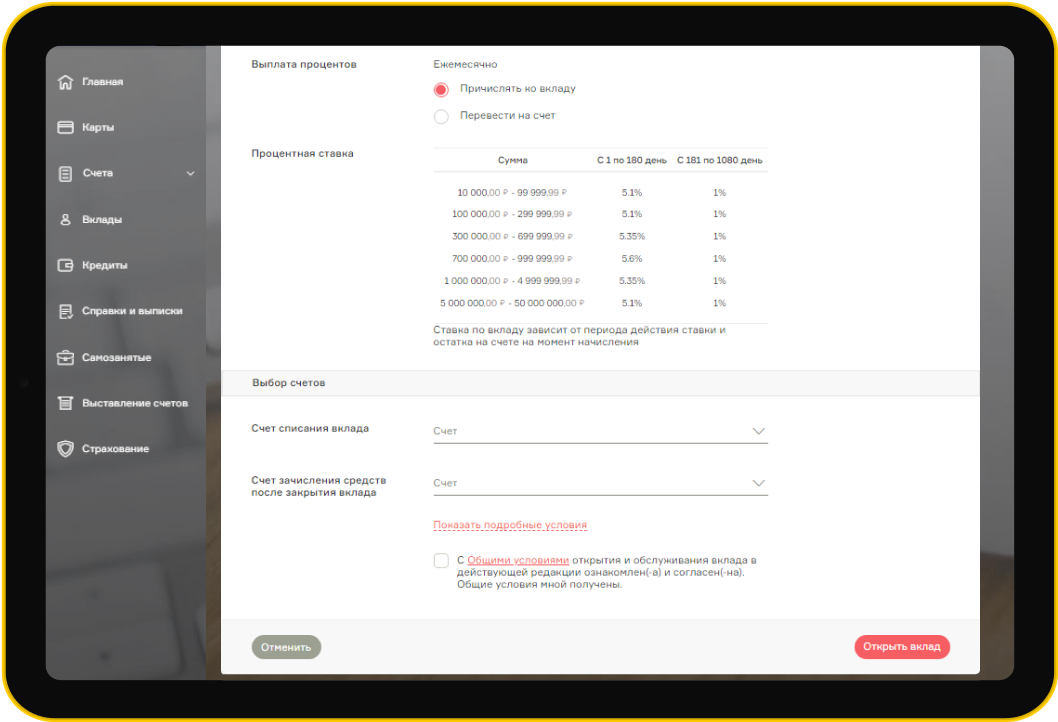 Главная
Карты
Счета
Вклады
Кредиты
Справки и выписки
Самозанятые
Выставление счетов
Страхование
Выплата процентов
Ежемесячно
Причислять ко вкладу
Перевести на счет
Процентная ставка
Сумма С 1 по 180 день С 181 по 1080 день
10 000,00 ₽ - 99 999,99 ₽ 5.1% 1%
100 000,00 ₽ - 299 999,99 ₽ 5.1% 1%
300 000,00 ₽ - 699 999,99 ₽ 5.35% 1%
700 000,00 ₽ - 999 999,99 ₽ 5.6% 1%
1 000 000,00 ₽ - 4 999 999,99 ₽ 5.35% 1%
5 000 000,00 ₽ - 50 000 000,00 ₽ 5.1% 1%
Ставка по вкладу зависит от периода действия ставки и
остатка на счете на момент начисления
Выбор счетов
Счет списания вклада
Счет
Счет зачисления средств
после закрытия вклада
Счет
Показать подробные условия
С Общими условиями открытия и обслуживания вклада в
действующей редакции ознакомлен(-а) и согласен(-на).
Общие условия мной получены.
Отменить
Открыть вклад